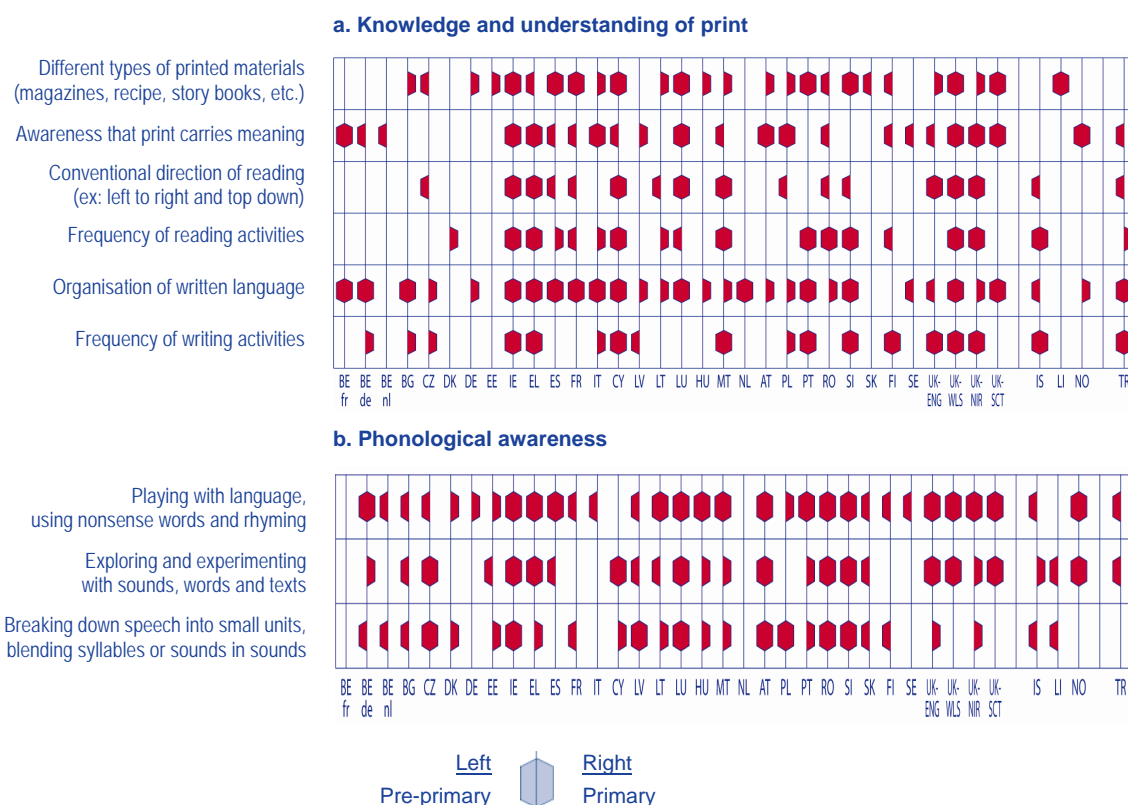 a. Knowledge and understanding of print
Different types of printed materials
(magazines, recipe, story books, etc.)
Awareness that print carries meaning
Conventional direction of reading
(ex: left to right and top down)
Frequency of reading activities
Organisation of written language
Frequency of writing activities
BE BE BE BG CZ DK DE EE IE EL ES FR IT CY LV LT LU HU MT NL AT PL PT RO SI SK FI SE UK- UK- UK- UK- IS LI NO TR
fr de nl ENG WLS NIR SCT
b. Phonological awareness
Playing with language,
using nonsense words and rhyming
Exploring and experimenting
with sounds, words and texts
Breaking down speech into small units,
blending syllables or sounds in sounds
BE BE BE BG CZ DK DE EE IE EL ES FR IT CY LV LT LU HU MT NL AT PL PT RO SI SK FI SE UK- UK- UK- UK- IS LI NO TR
fr de nl ENG WLS NIR SCT
Left Right
Pre-primary Primary